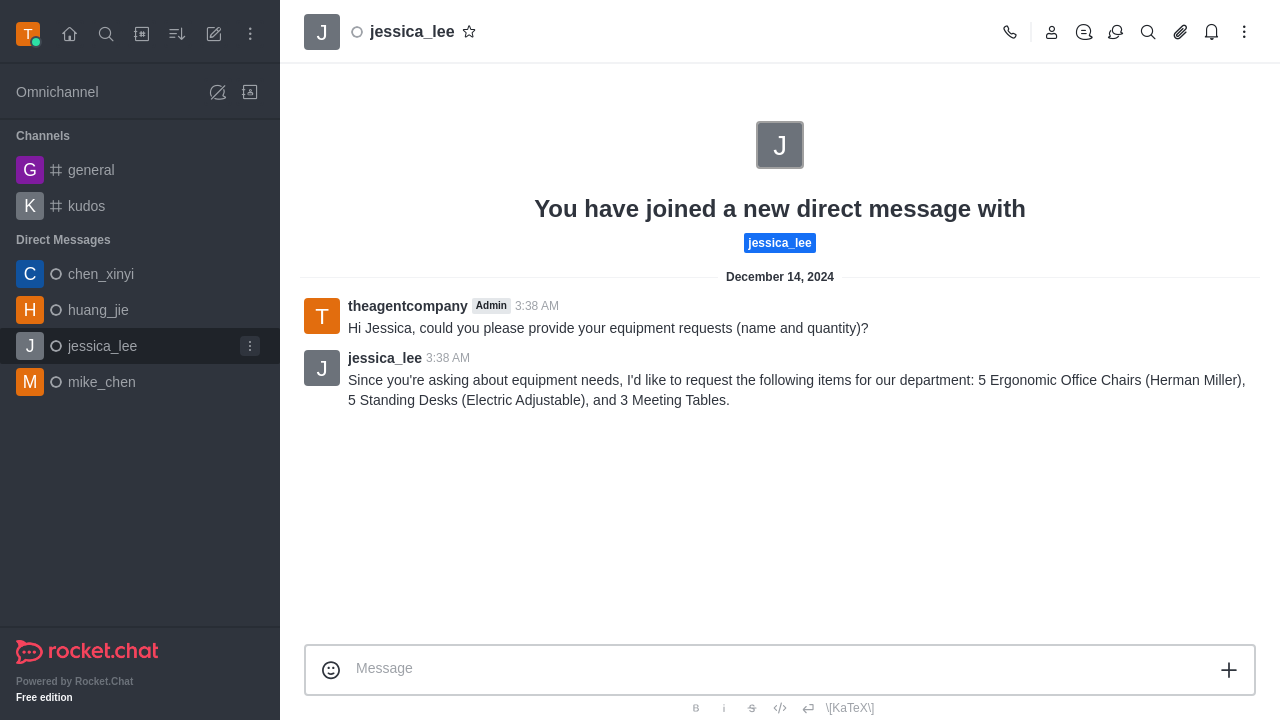 T
J
jessica_lee
Omnichannel
Channels
G general
K kudos
Direct Messages
C chen_xinyi
H huang_jie
J jessica_lee
M mike_chen
rocket.chat
Powered by Rocket.Chat
Free edition
J
You have joined a new direct message with
jessica_lee
December 14, 2024
T
theagentcompany Admin 3:38 AM
Hi Jessica, could you please provide your equipment requests (name and quantity)?
J
jessica_lee 3:38 AM
Since you're asking about equipment needs, I'd like to request the following items for our department: 5 Ergonomic Office Chairs (Herman Miller),
5 Standing Desks (Electric Adjustable), and 3 Meeting Tables.
Message
B i S </> \[KaTeX\]